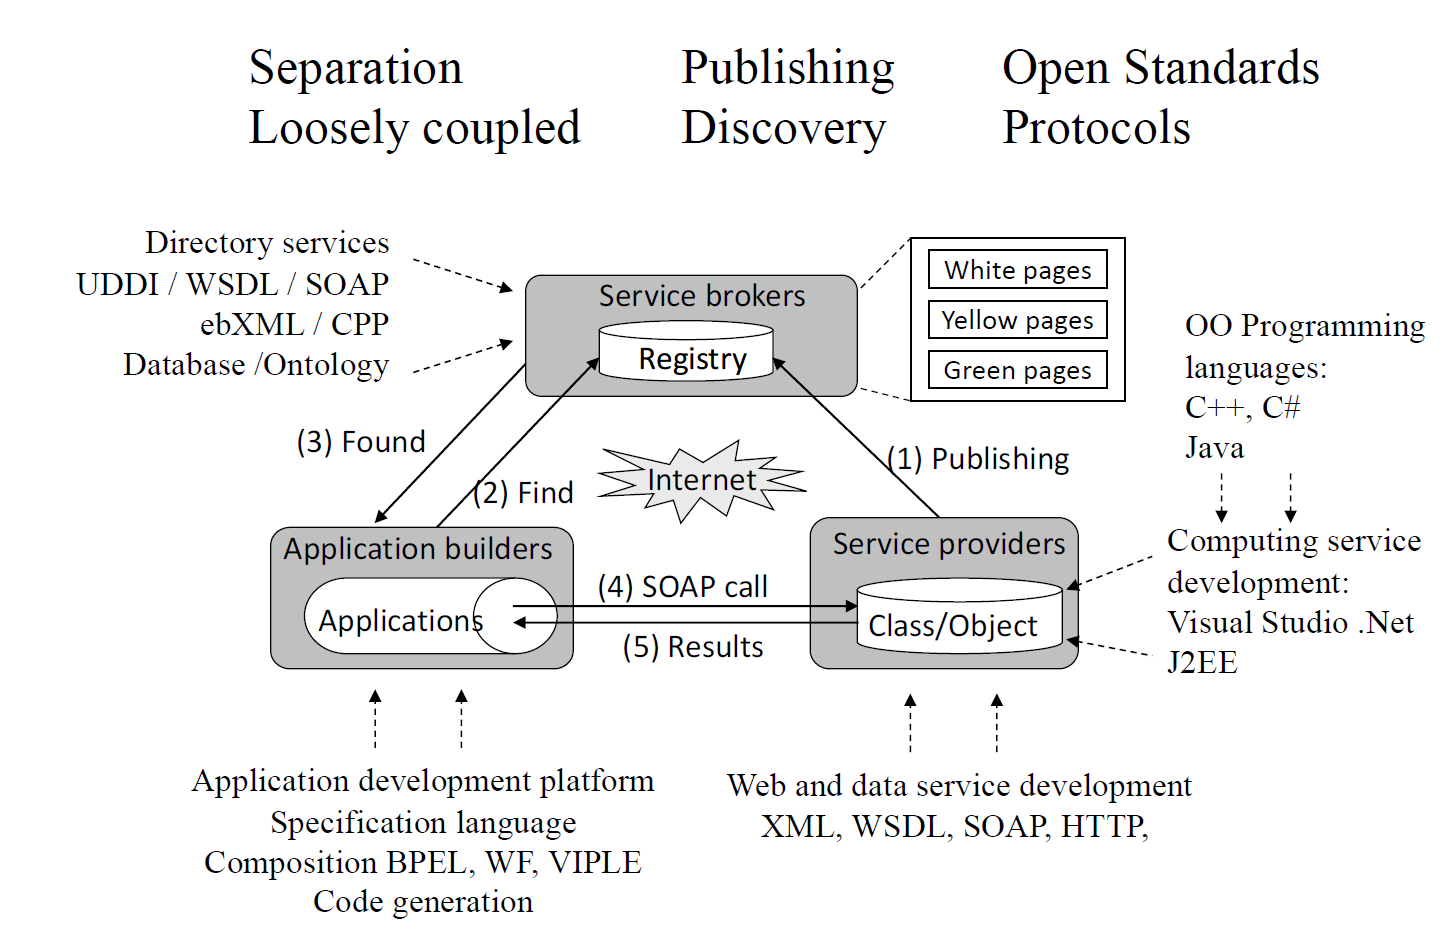 Separation
Loosely coupled
Publishing
Discovery
Open Standards
Protocols
Directory services
UDDI / WSDL / SOAP
ebXML / CPP
Database /Ontology
Service brokers
Registry
White pages
Yellow pages
Green pages
OO Programming
languages:
C++, C#
Java
(3) Found
(2) Find
Internet
(1) Publishing
Application builders
Applications
(4) SOAP call
(5) Results
Service providers
Class/Object
Computing service
development:
Visual Studio .Net
J2EE
Application development platform
Specification language
Composition BPEL, WF, VIPLE
Code generation
Web and data service development
XML, WSDL, SOAP, HTTP,